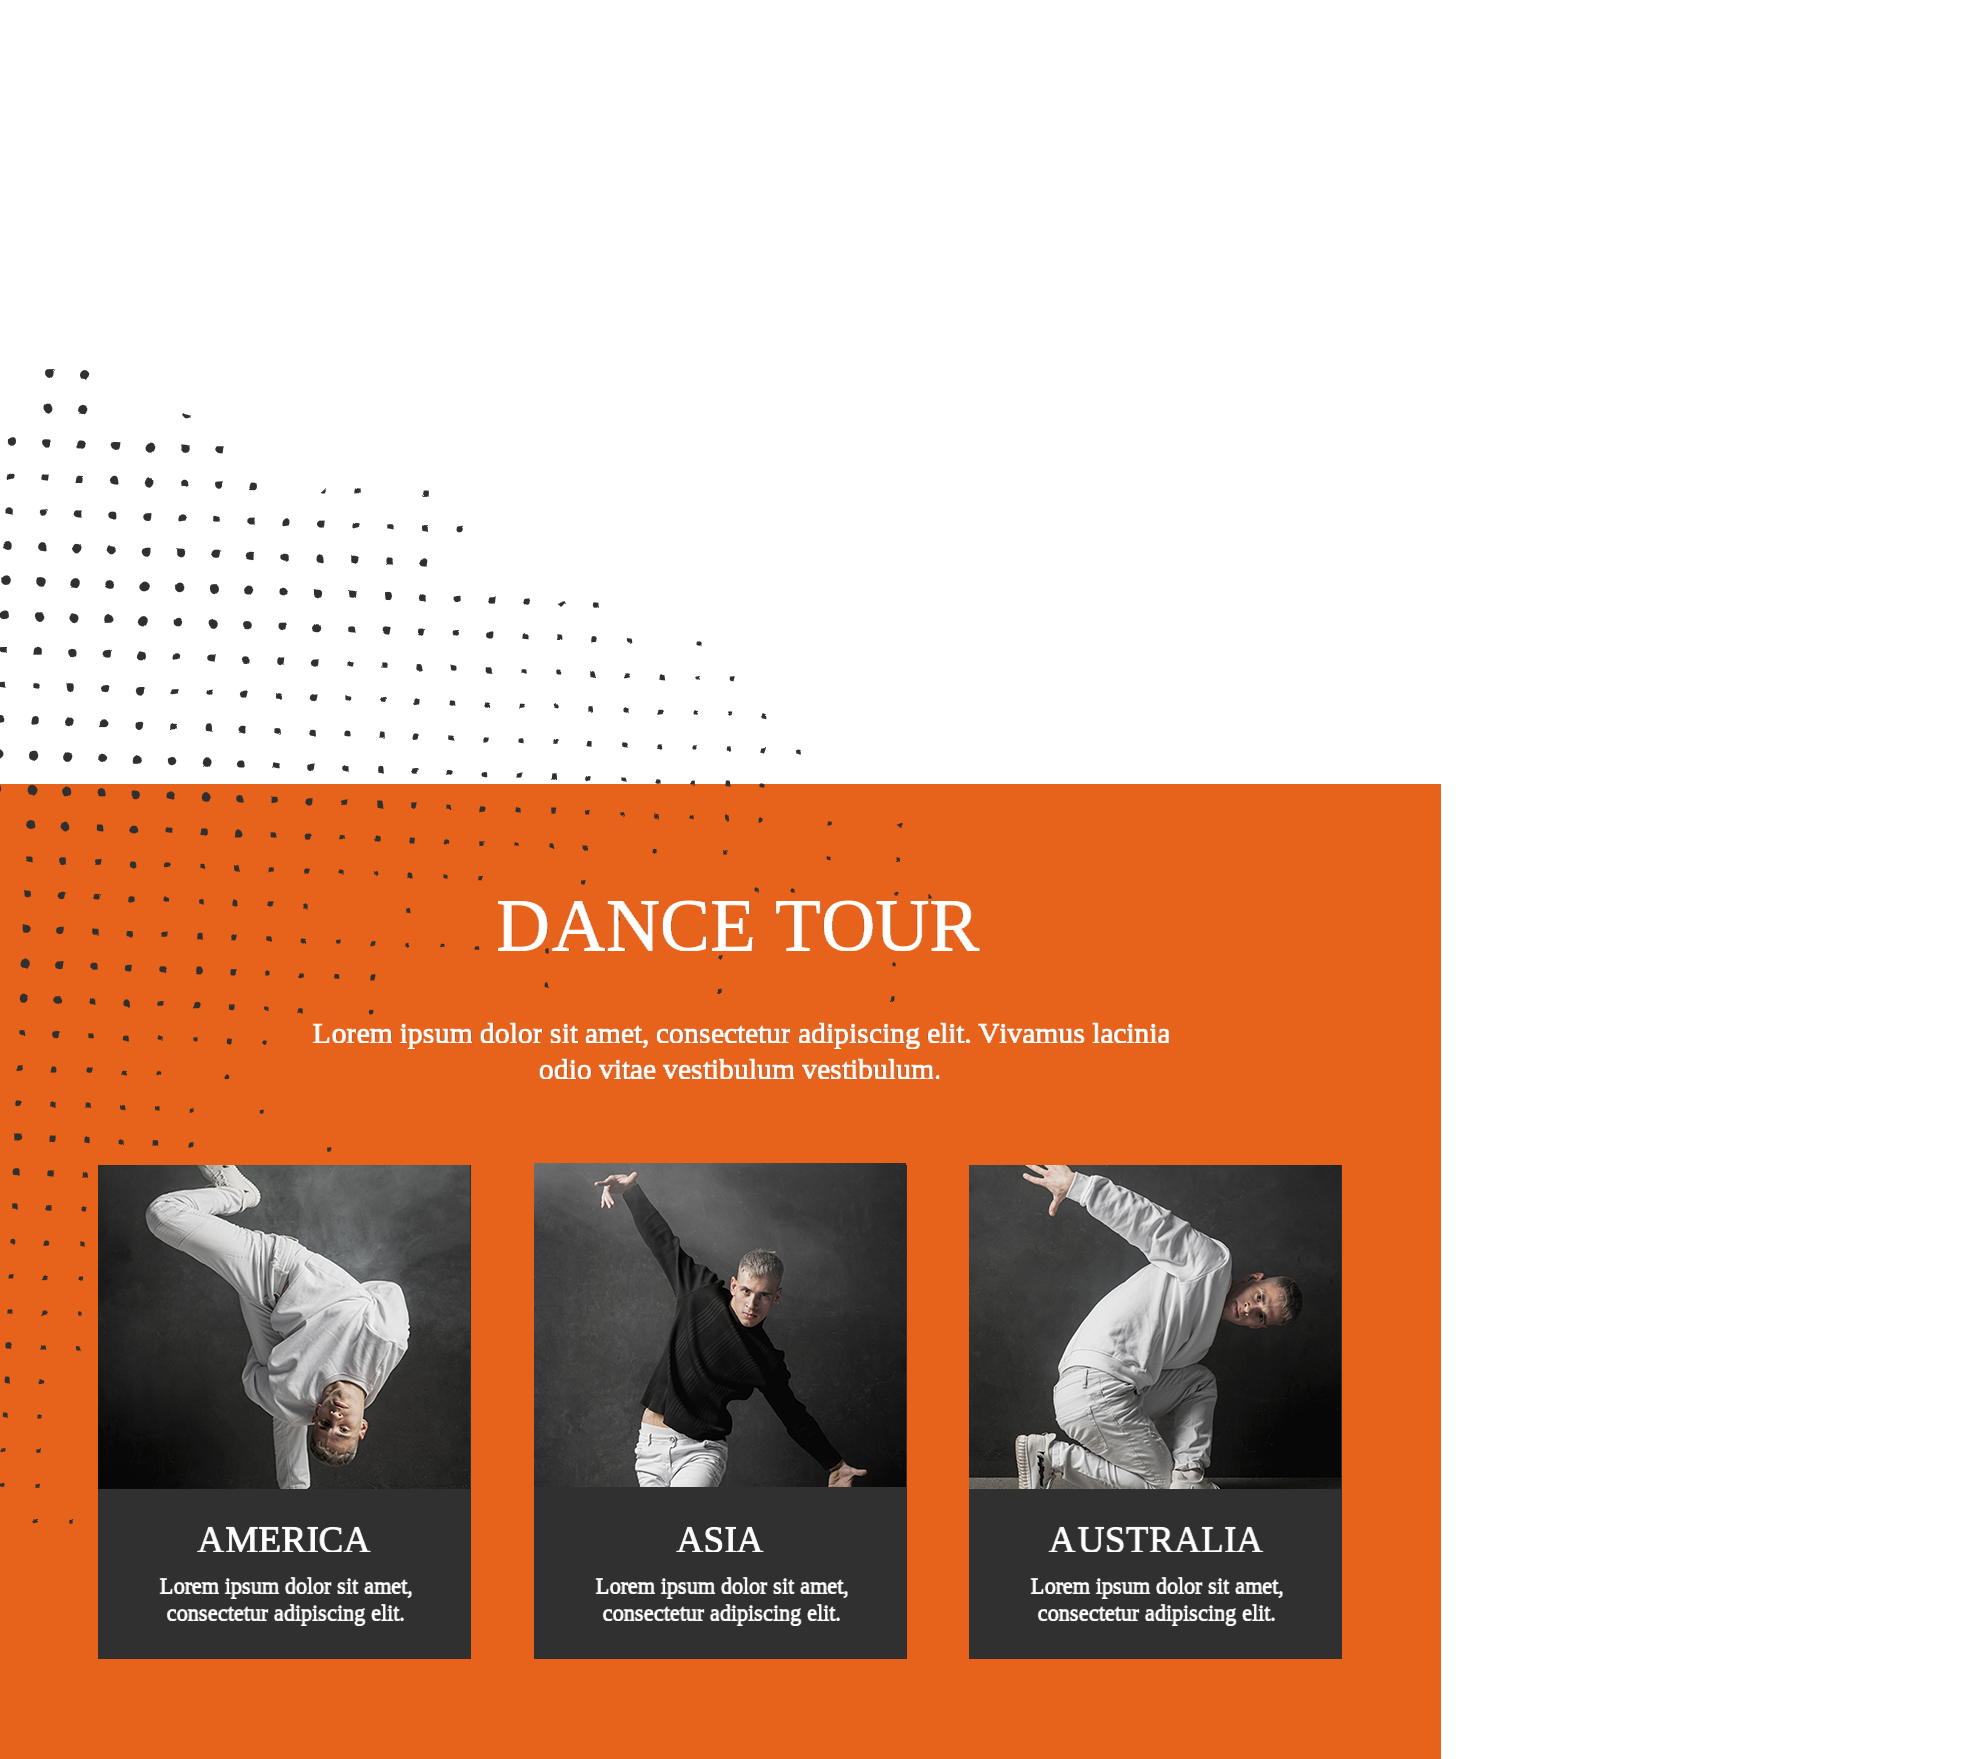 DANCE TOUR
Lorem ipsum dolor sit amet, consectetur adipiscing elit. Vivamus lacinia
odio vitae vestibulum vestibulum.
AMERICA
Lorem ipsum dolor sit amet,
consectetur adipiscing elit.
ASIA
Lorem ipsum dolor sit amet,
consectetur adipiscing elit.
AUSTRALIA
Lorem ipsum dolor sit amet,
consectetur adipiscing elit.